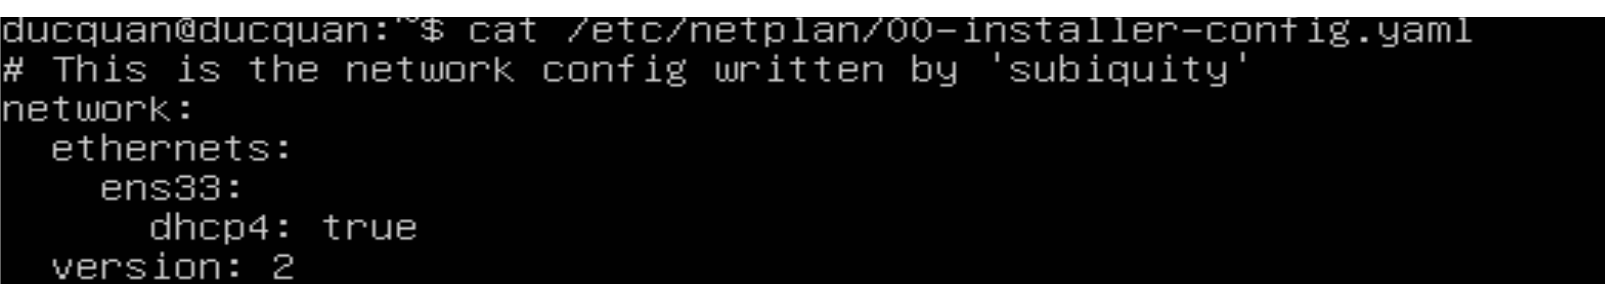 ducquan@ducquan:~$ cat /etc/netplan/00-installer-config.yaml
# This is the network config written by 'subiquity'
network:
  ethernets:
    ens33:
      dhcp4: true
  version: 2